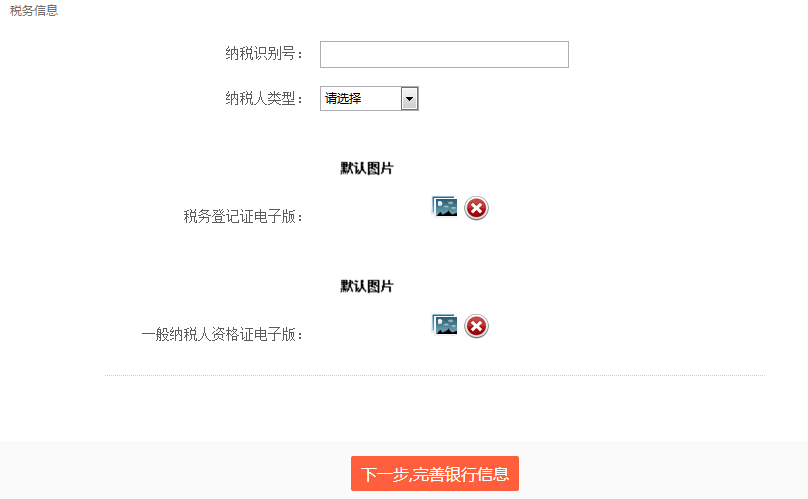 税务信息
纳税识别号：
纳税人类型： 请选择
默认图片
税务登记证电子版：
默认图片
一般纳税人资格证电子版：
下一步,完善银行信息